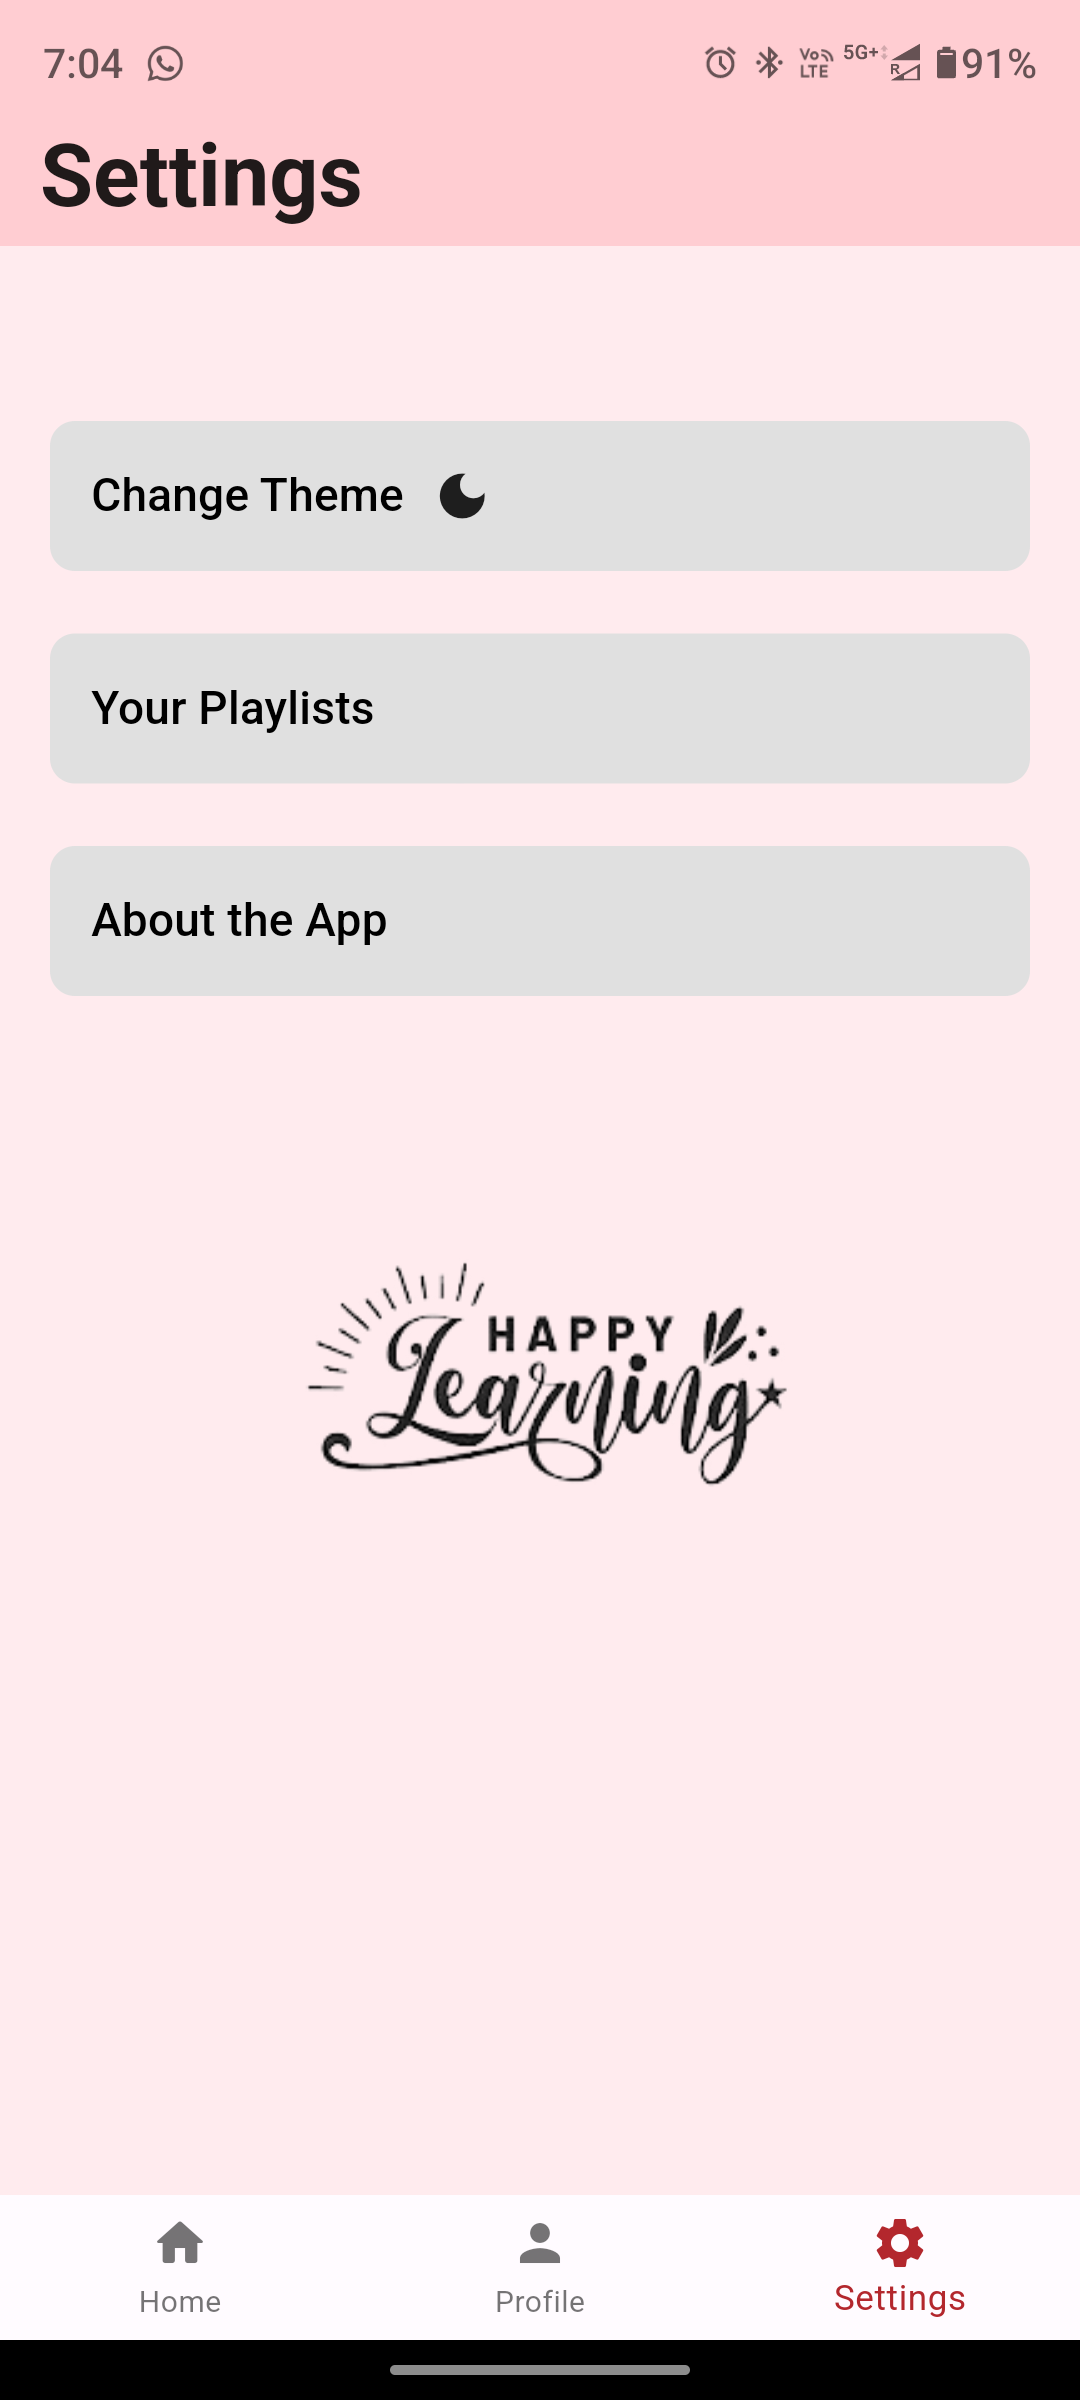 7:04 Vo LTE 5G+ R 91%
Settings
Change Theme
Your Playlists
About the App
HAPPY
Learning
Home Profile Settings